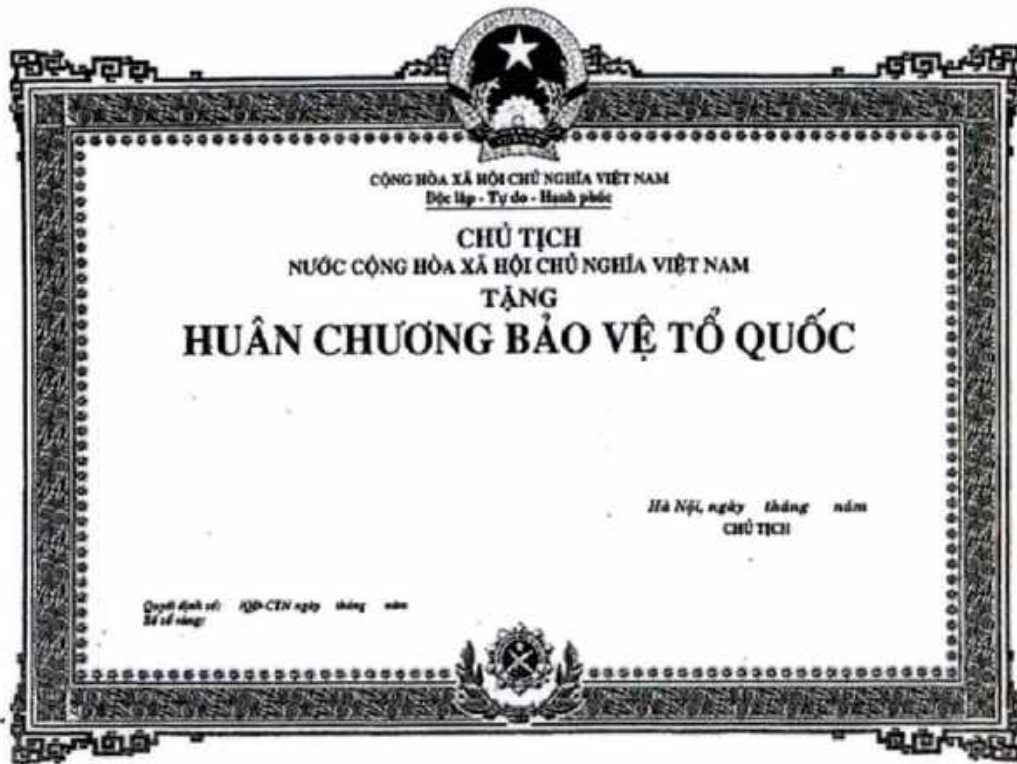 CỘNG HÒA XÃ HỘI CHỦ NGHĨA VIỆT NAM
Độc lập - Tự do - Hạnh phúc
CHỦ TỊCH
NƯỚC CỘNG HÒA XÃ HỘI CHỦ NGHĨA VIỆT NAM
TẶNG
HUÂN CHƯƠNG BẢO VỆ TỔ QUỐC
Hà Nội, ngày tháng năm
CHỦ TỊCH
Quyết định số: /QĐ-CTN ngày tháng năm
Số sổ vàng: